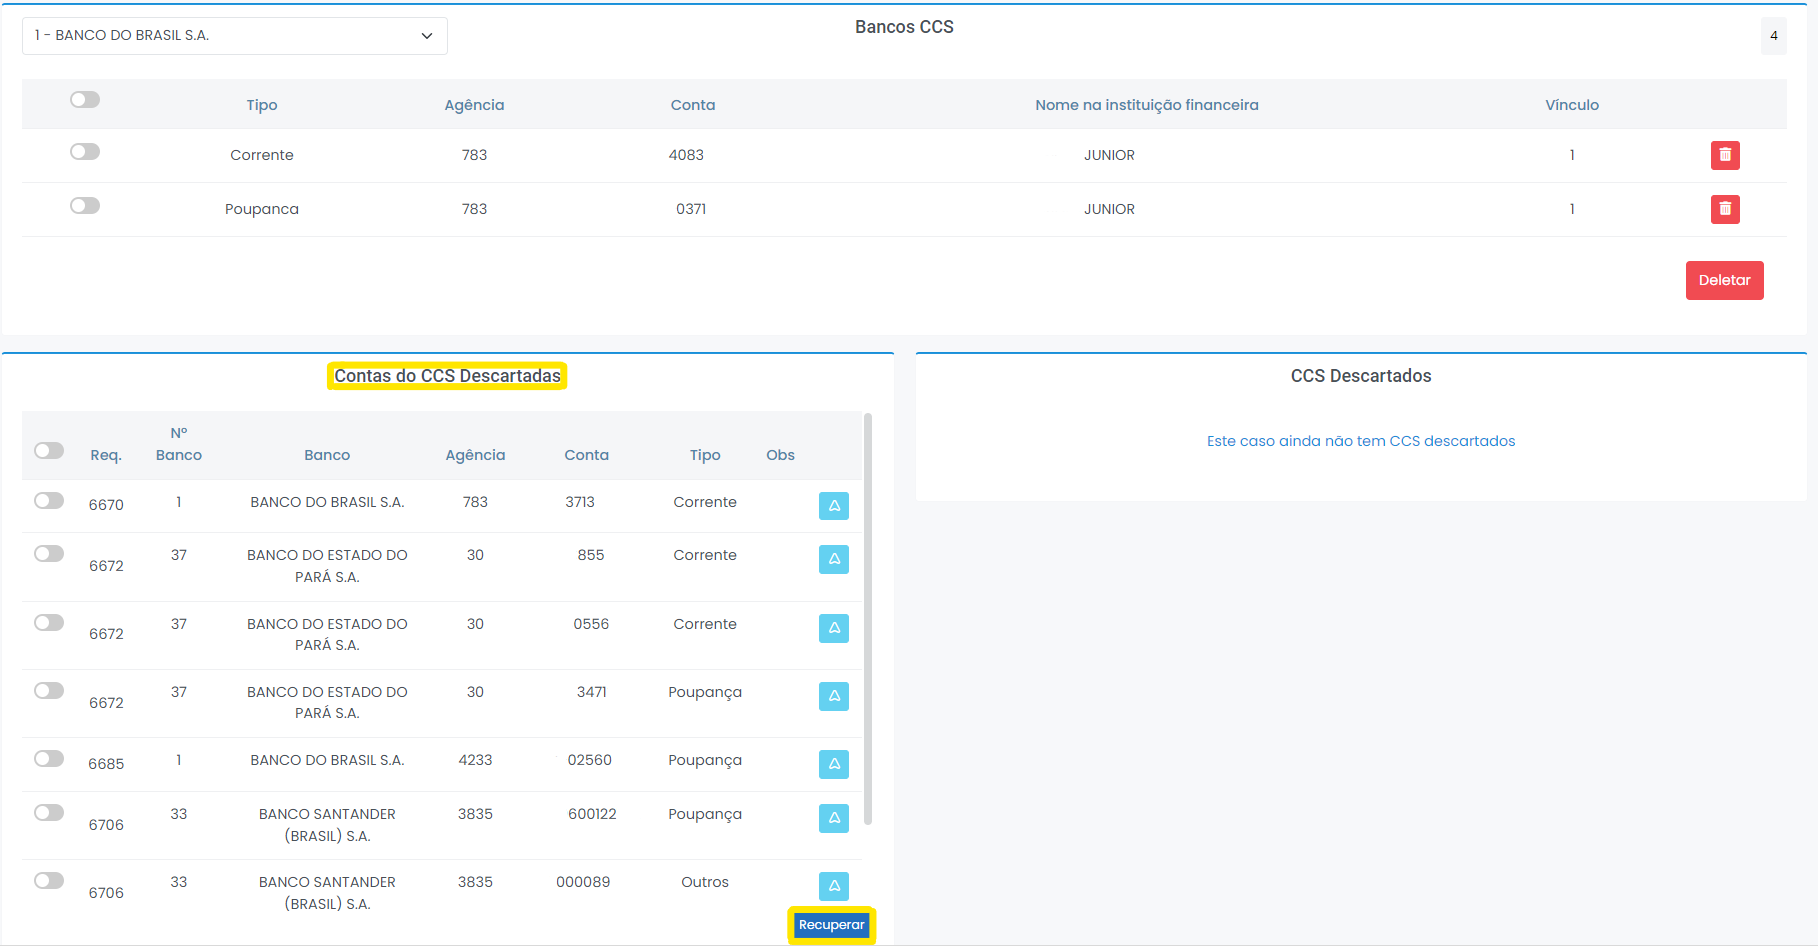 1 - BANCO DO BRASIL S.A.
Bancos CCS
4
Tipo Agência Conta Nome na instituição financeira Vínculo
Corrente 783 4083 JUNIOR 1
Poupanca 783 0371 JUNIOR 1
Deletar
Contas do CCS Descartadas
Req. Nº Banco Banco Agência Conta Tipo Obs
6670 1 BANCO DO BRASIL S.A. 783 3713 Corrente
6672 37 BANCO DO ESTADO DO PARÁ S.A. 30 855 Corrente
6672 37 BANCO DO ESTADO DO PARÁ S.A. 30 0556 Corrente
6672 37 BANCO DO ESTADO DO PARÁ S.A. 30 3471 Poupança
6685 1 BANCO DO BRASIL S.A. 4233 02560 Poupança
6706 33 BANCO SANTANDER (BRASIL) S.A. 3835 600122 Poupança
6706 33 BANCO SANTANDER (BRASIL) S.A. 3835 000089 Outros
Recuperar
CCS Descartados
Este caso ainda não tem CCS descartados